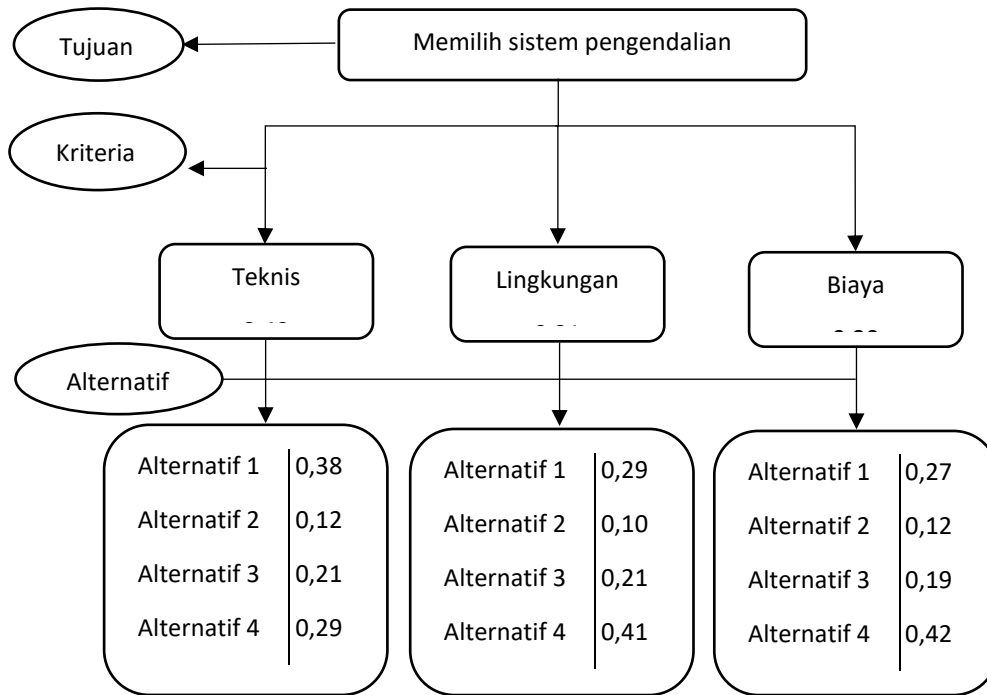 Tujuan
Memilih sistem pengendalian
Kriteria
Teknis
Lingkungan
Biaya
Alternatif
Alternatif 1 0,38
Alternatif 2 0,12
Alternatif 3 0,21
Alternatif 4 0,29
Alternatif 1 0,29
Alternatif 2 0,10
Alternatif 3 0,21
Alternatif 4 0,41
Alternatif 1 0,27
Alternatif 2 0,12
Alternatif 3 0,19
Alternatif 4 0,42